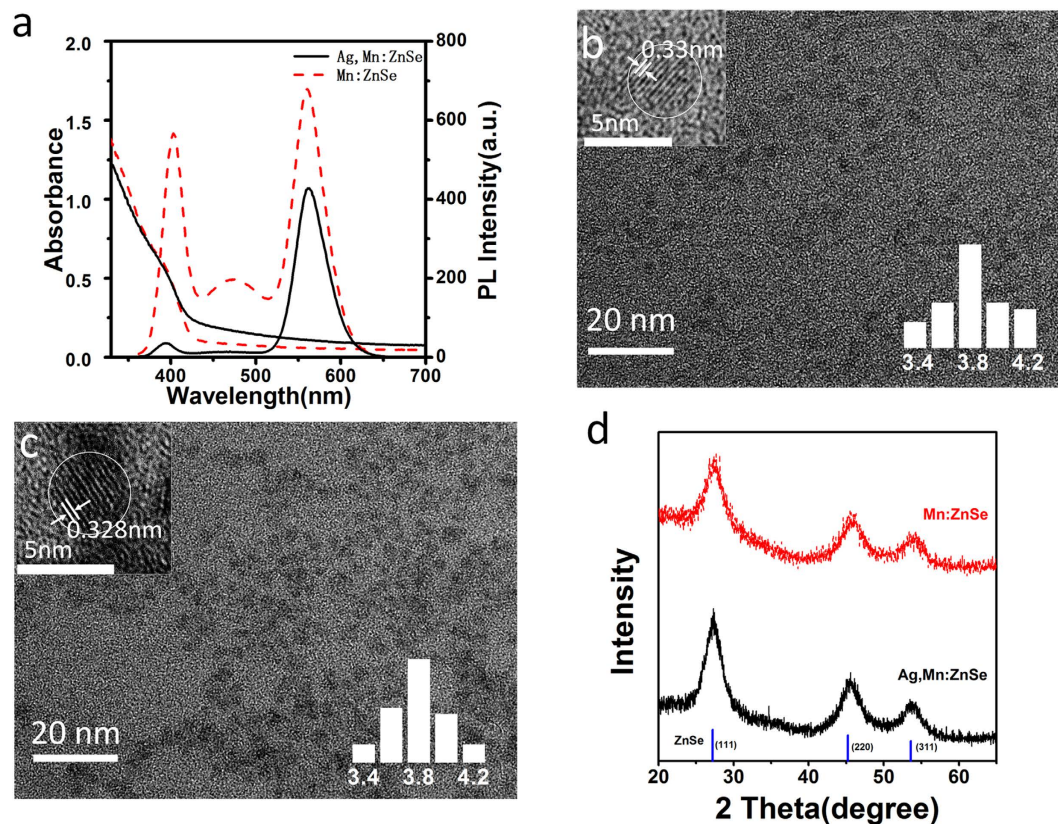 a
2.0
1.5
1.0
0.5
0.0
Absorbance
400
500
600
700
Wavelength(nm)
800
600
400
200
0
PL Intensity(a.u.)
Ag,Mn:ZnSe
Mn:ZnSe
b
0.33nm
5nm
20 nm
3.4 3.8 4.2
c
0.328nm
5nm
20 nm
3.4 3.8 4.2
d
Intensity
Mn:ZnSe
Ag,Mn:ZnSe
ZnSe
(111)
(220)
(311)
20 30 40 50 60
2 Theta(degree)